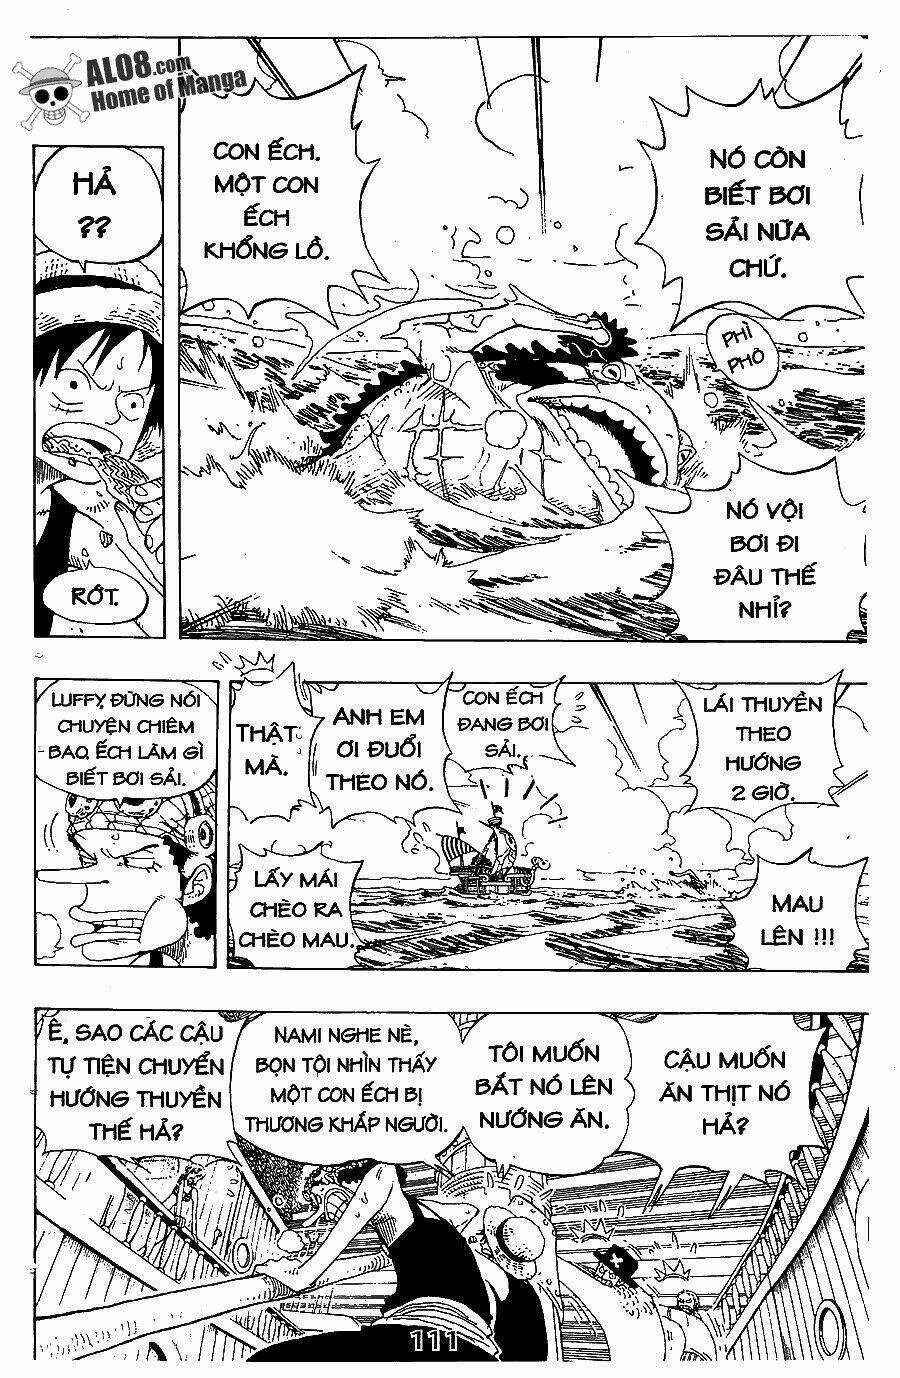 AL08.com
Home of Manga
HẢ
??
CON ẾCH.
MỘT CON
ẾCH
KHỔNG LỒ.
NÓ CÒN
BIẾT BƠI
SẢI NỮA
CHỨ.
PHÌ
PHÒ
RỚT.
NÓ VỘI
BƠI ĐI
ĐÂU THẾ
NHỈ?
LUFFY, ĐỪNG NÓI
CHUYỆN CHIÊM
BAO. ẾCH LÀM GÌ
BIẾT BƠI SẢI.
THẬT
MÀ.
ANH EM
ƠI ĐUỔI
THEO NÓ.
CON ẾCH
ĐANG BƠI
SẢI.
LÁI THUYỀN
THEO
HƯỚNG
2 GIỜ.
LẤY MÁI
CHÈO RA
CHÈO MAU.
MAU
LÊN !!!
Ê, SAO CÁC CẬU
TỰ TIỆN CHUYỂN
HƯỚNG THUYỀN
THẾ HẢ?
NAMI NGHE NÈ,
BỌN TÔI NHÌN THẤY
MỘT CON ẾCH BỊ
THƯƠNG KHẮP NGƯỜI.
TÔI MUỐN
BẮT NÓ LÊN
NƯỚNG ĂN.
CẬU MUỐN
ĂN THỊT NÓ
HẢ?
111